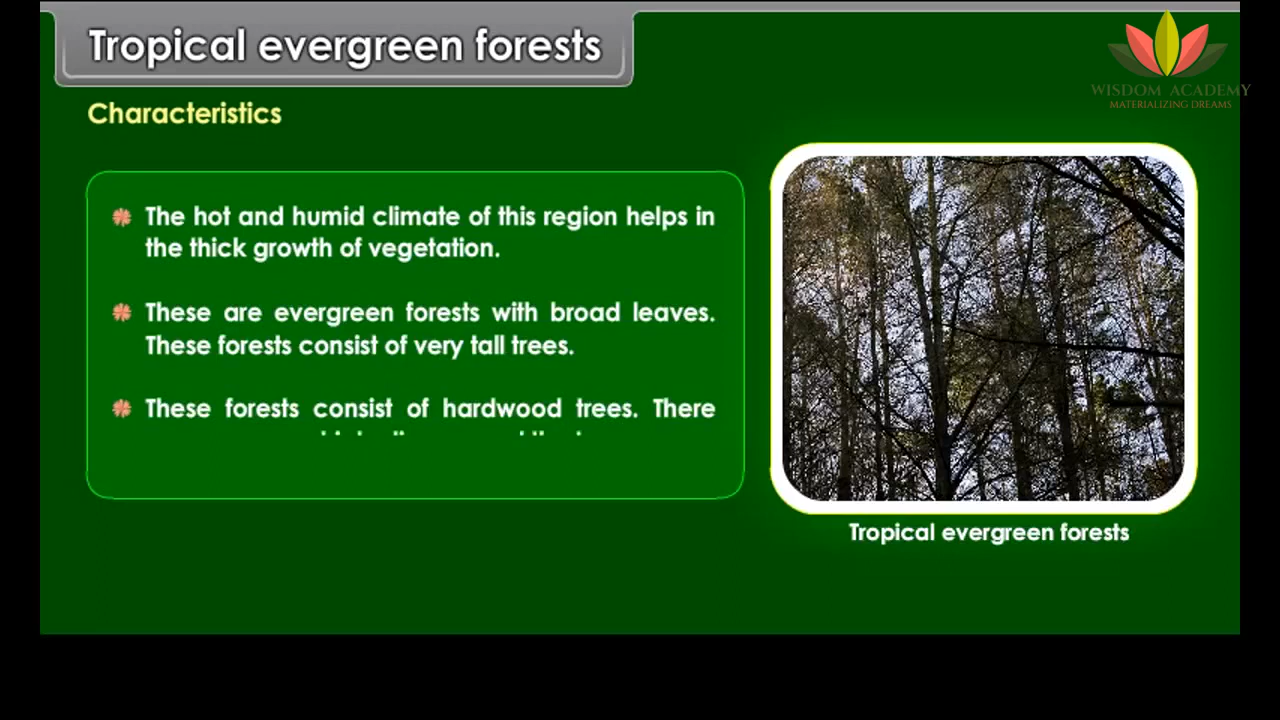 Tropical evergreen forests
WISDOM ACADEMY
MATERIALIZING DREAMS
Characteristics
The hot and humid climate of this region helps in
the thick growth of vegetation.
These are evergreen forests with broad leaves.
These forests consist of very tall trees.
These forests consist of hardwood trees. There
Tropical evergreen forests